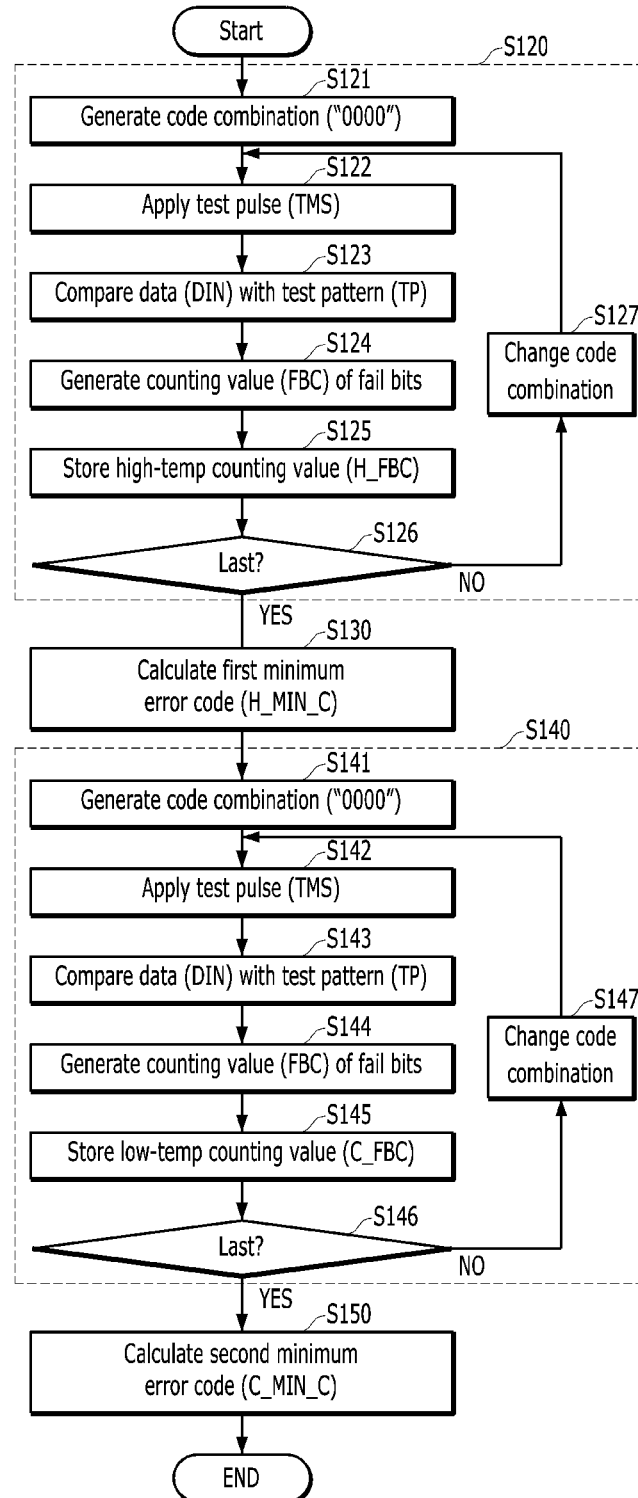 Start
S120
S121
Generate code combination (“0000”)
S122
Apply test pulse (TMS)
S123
Compare data (DIN) with test pattern (TP)
S127
Change code
combination
S124
Generate counting value (FBC) of fail bits
S125
Store high-temp counting value (H_FBC)
S126
Last?
NO
YES
S130
Calculate first minimum
error code (H_MIN_C)
S140
S141
Generate code combination (“0000”)
S142
Apply test pulse (TMS)
S143
Compare data (DIN) with test pattern (TP)
S147
Change code
combination
S144
Generate counting value (FBC) of fail bits
S145
Store low-temp counting value (C_FBC)
S146
Last?
NO
YES
S150
Calculate second minimum
error code (C_MIN_C)
END